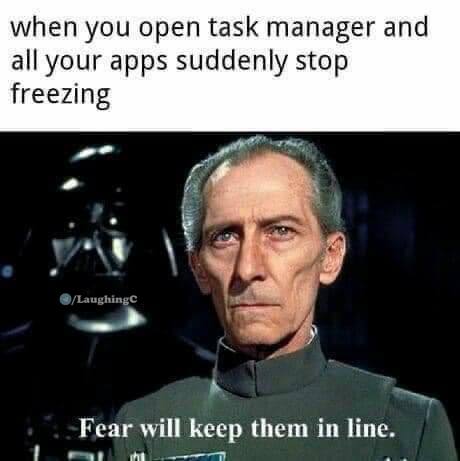 when you open task manager and
all your apps suddenly stop
freezing
/LaughingC
Fear will keep them in line.